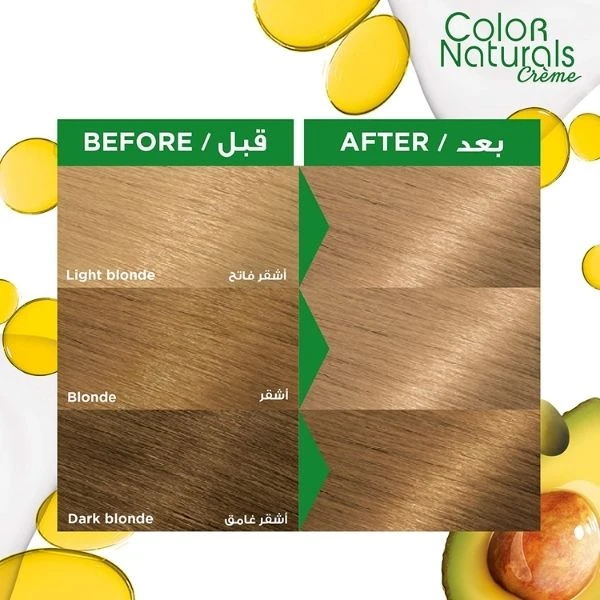 COLOR
Naturals
Crème
BEFORE / قبل
AFTER / بعد
Light blonde
أشقر فاتح
Blonde
أشقر
Dark blonde
أشقر غامق